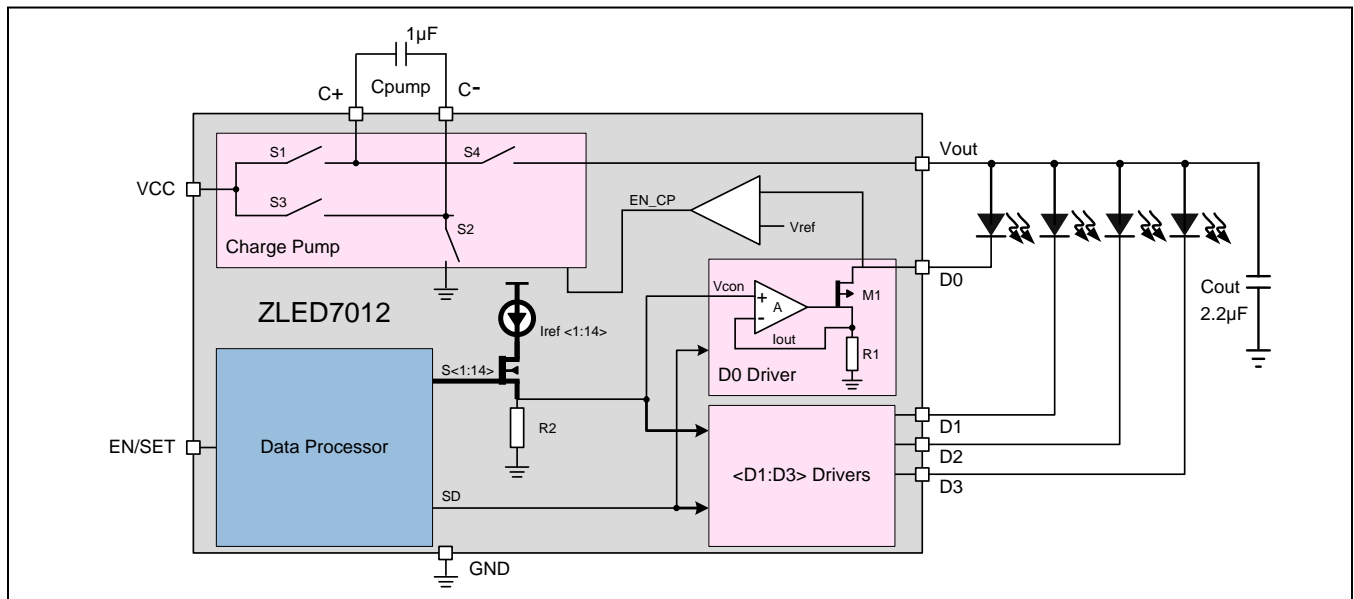 1µF
Cpump
C+
C-
S1
S4
Vout
VCC
S3
EN_CP
S2
Vref
Charge Pump
D0
Vcon
M1
+
A
-
Cout
2.2µF
ZLED7012
Iref <1:14>
Iout
R1
S<1:14>
D0 Driver
R2
D1
EN/SET
Data Processor
<D1:D3> Drivers
D2
D3
SD
GND